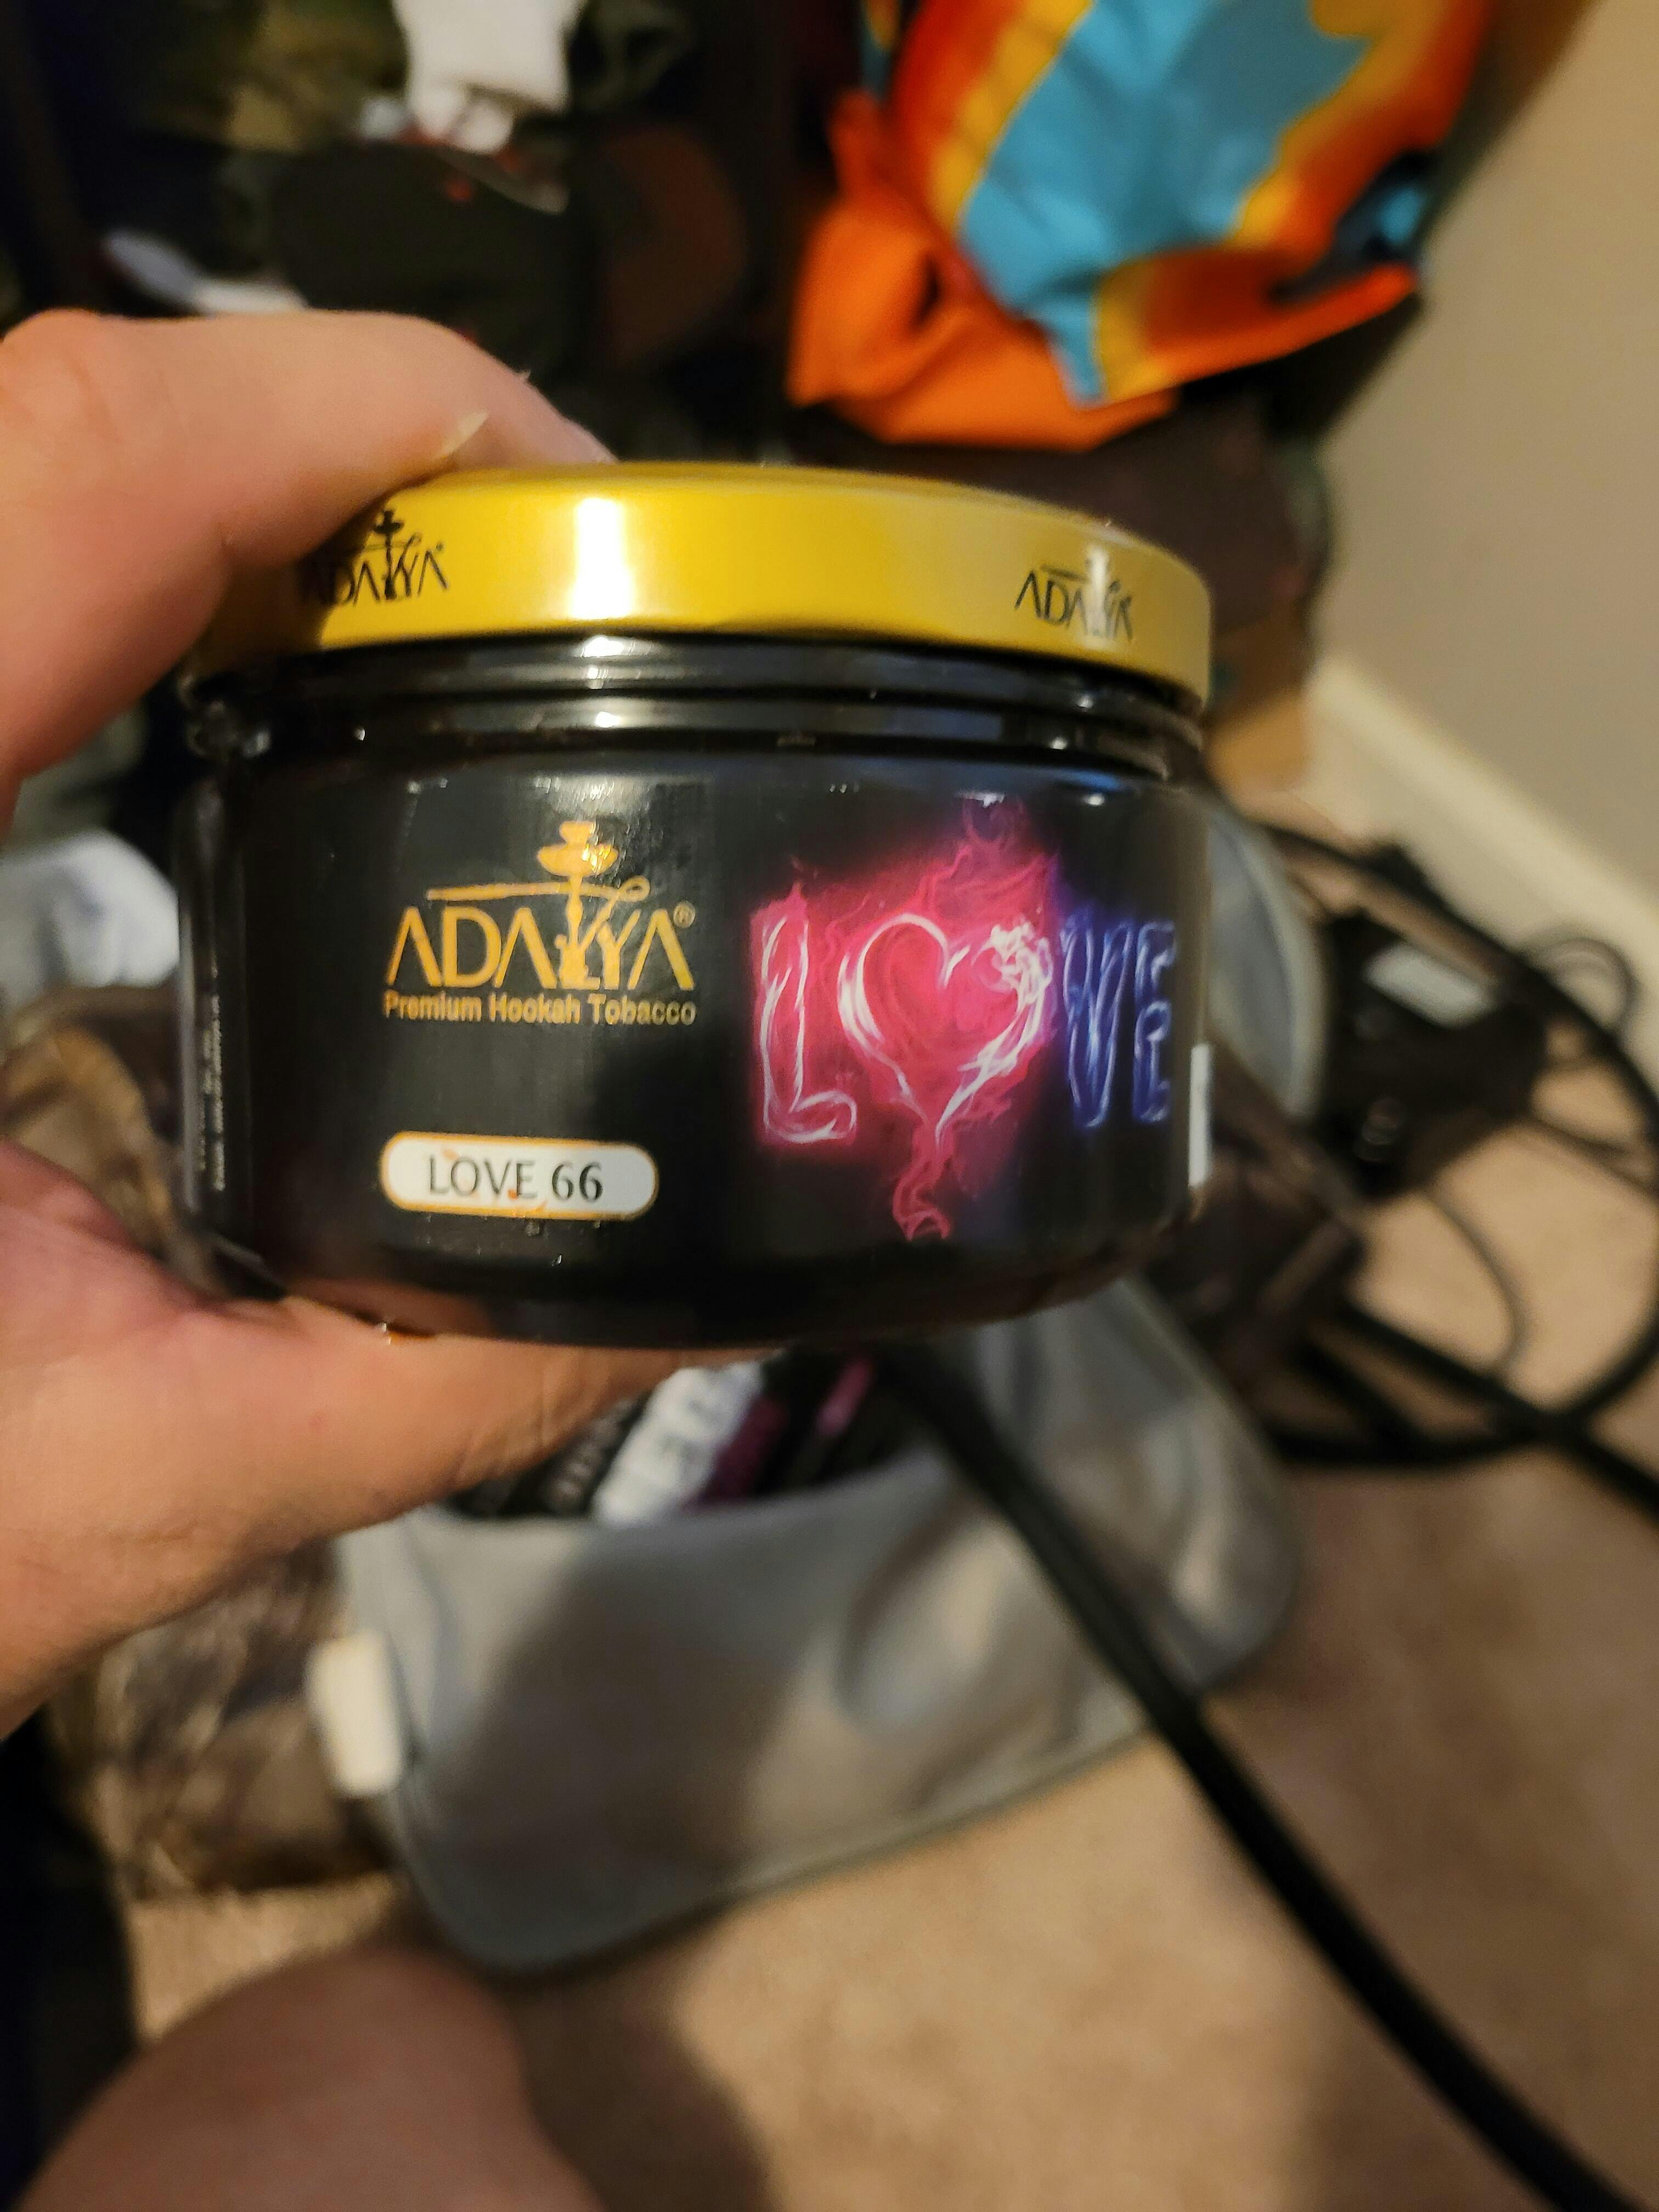 ADALYA
ADALYA
ADALYA®
Premium Hookah Tobacco
LOVE
LOVE 66